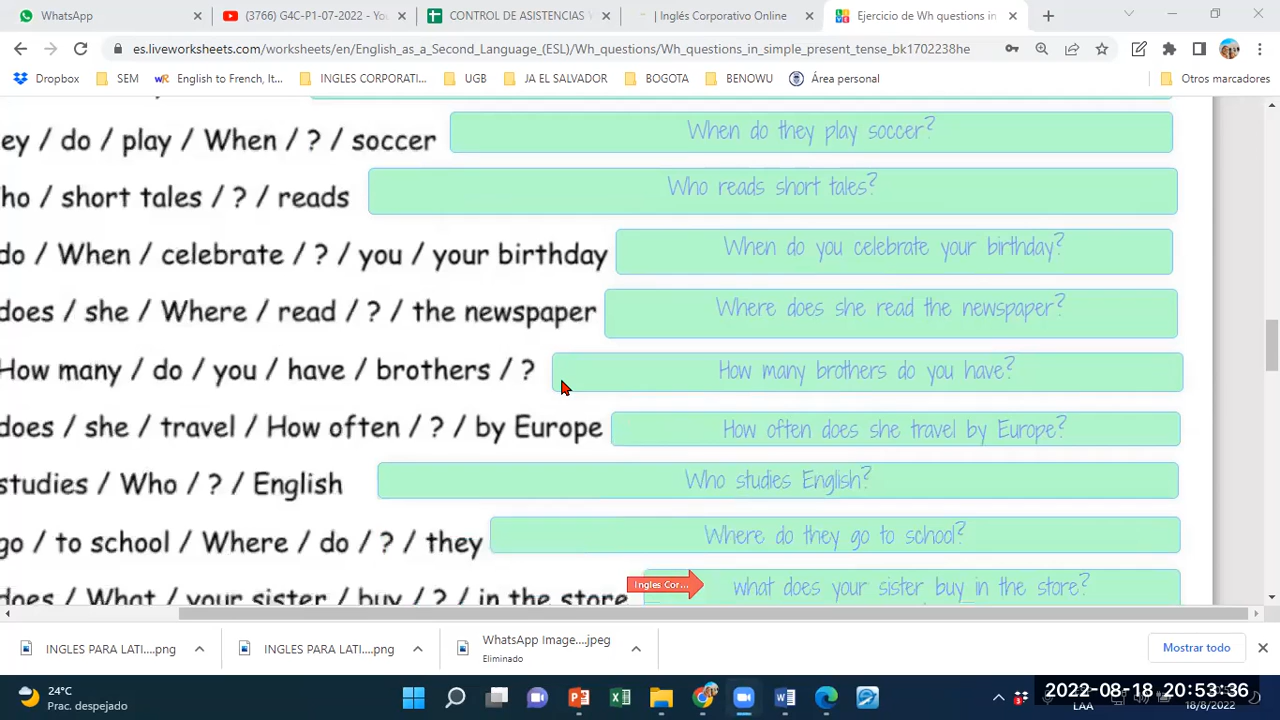 WhatsApp
(3766) G4C-P1-07-2022 - Yo
CONTROL DE ASISTENCIAS
Inglés Corporativo Online
Ejercicio de Wh questions in
es.liveworksheets.com/worksheets/en/English_as_a_Second_Language_(ESL)/Wh_questions/Wh_questions_in_simple_present_tense_bk1702238he
Dropbox
SEM
English to French, It...
INGLES CORPORATI...
UGB
JA EL SALVADOR
BOGOTA
BENOWU
Área personal
Otros marcadores
ey / do / play / When / ? / soccer
When do they play soccer?
ho / short tales / ? / reads
Who reads short tales?
do / When / celebrate / ? / you / your birthday
When do you celebrate your birthday?
does / she / Where / read / ? / the newspaper
Where does she read the newspaper?
How many / do / you / have / brothers / ?
How many brothers do you have?
does / she / travel / How often / ? / by Europe
How often does she travel by Europe?
studies / Who / ? / English
Who studies English?
go / to school / Where / do / ? / they
Where do they go to school?
does / What / your sister / buy / ? / in the store
Ingles Cor...
what does your sister buy in the store?
INGLES PARA LATI....png
INGLES PARA LATI....png
WhatsApp Image....jpeg
Eliminado
Mostrar todo
24°C
Prac. despejado
2022-08-18 20:53:36
LAA
18/8/2022